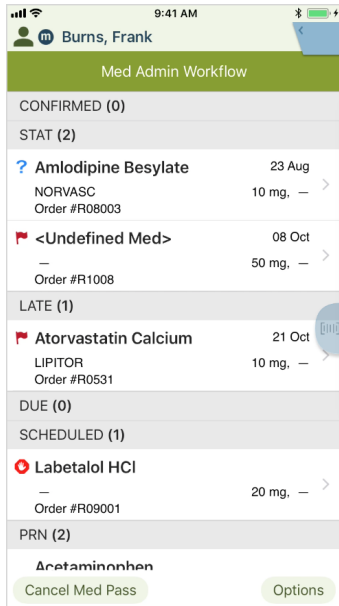 9:41 AM
m Burns, Frank
Med Admin Workflow
CONFIRMED (0)
STAT (2)
? Amlodipine Besylate 23 Aug
NORVASC 10 mg, —
Order #R08003
<Undefined Med> 08 Oct
— 50 mg, —
Order #R1008
LATE (1)
Atorvastatin Calcium 21 Oct
LIPITOR 10 mg, —
Order #R0531
DUE (0)
SCHEDULED (1)
Labetalol HCl
— 20 mg, —
Order #R09001
PRN (2)
Acetaminophen
Cancel Med Pass Options